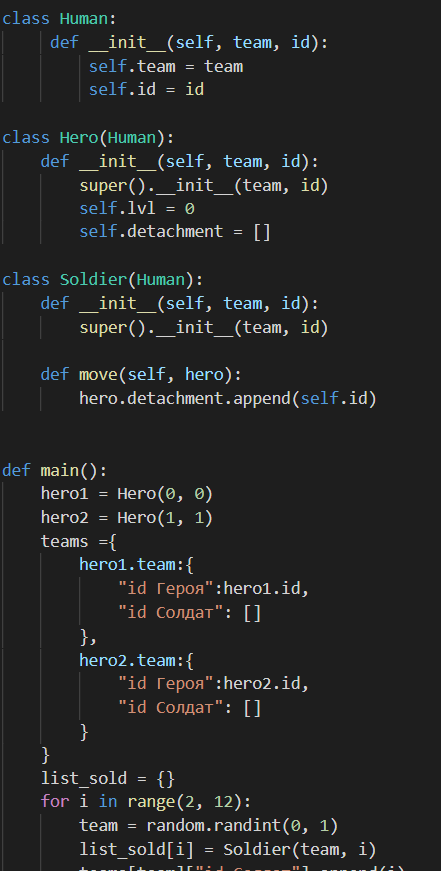 class Human:
     def __init__(self, team, id):
         self.team = team
         self.id = id

class Hero(Human):
    def __init__(self, team, id):
        super().__init__(team, id)
        self.lvl = 0
        self.detachment = []

class Soldier(Human):
    def __init__(self, team, id):
        super().__init__(team, id)

    def move(self, hero):
        hero.detachment.append(self.id)


def main():
    hero1 = Hero(0, 0)
    hero2 = Hero(1, 1)
    teams ={
        hero1.team:{
            "id Героя":hero1.id,
            "id Солдат": []
        },
        hero2.team:{
            "id Героя":hero2.id,
            "id Солдат": []
        }
    }
    list_sold = {}
    for i in range(2, 12):
        team = random.randint(0, 1)
        list_sold[i] = Soldier(team, i)
        teams[team]["id Солдат"].append(i)